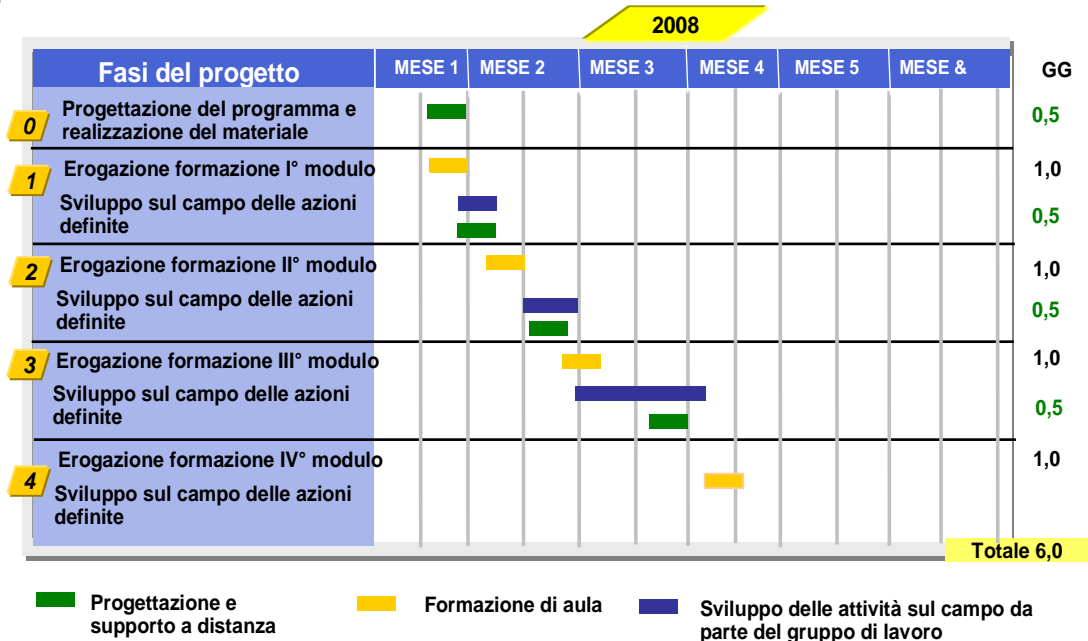 2008
Fasi del progetto
MESE 1
MESE 2
MESE 3
MESE 4
MESE 5
MESE &
GG
0
Progettazione del programma e
realizzazione del materiale
0,5
1
Erogazione formazione I° modulo
1,0
Sviluppo sul campo delle azioni
definite
0,5
2
Erogazione formazione II° modulo
1,0
Sviluppo sul campo delle azioni
definite
0,5
3
Erogazione formazione III° modulo
1,0
Sviluppo sul campo delle azioni
definite
0,5
4
Erogazione formazione IV° modulo
1,0
Sviluppo sul campo delle azioni
definite
Totale 6,0
Progettazione e
supporto a distanza
Formazione di aula
Sviluppo delle attività sul campo da
parte del gruppo di lavoro